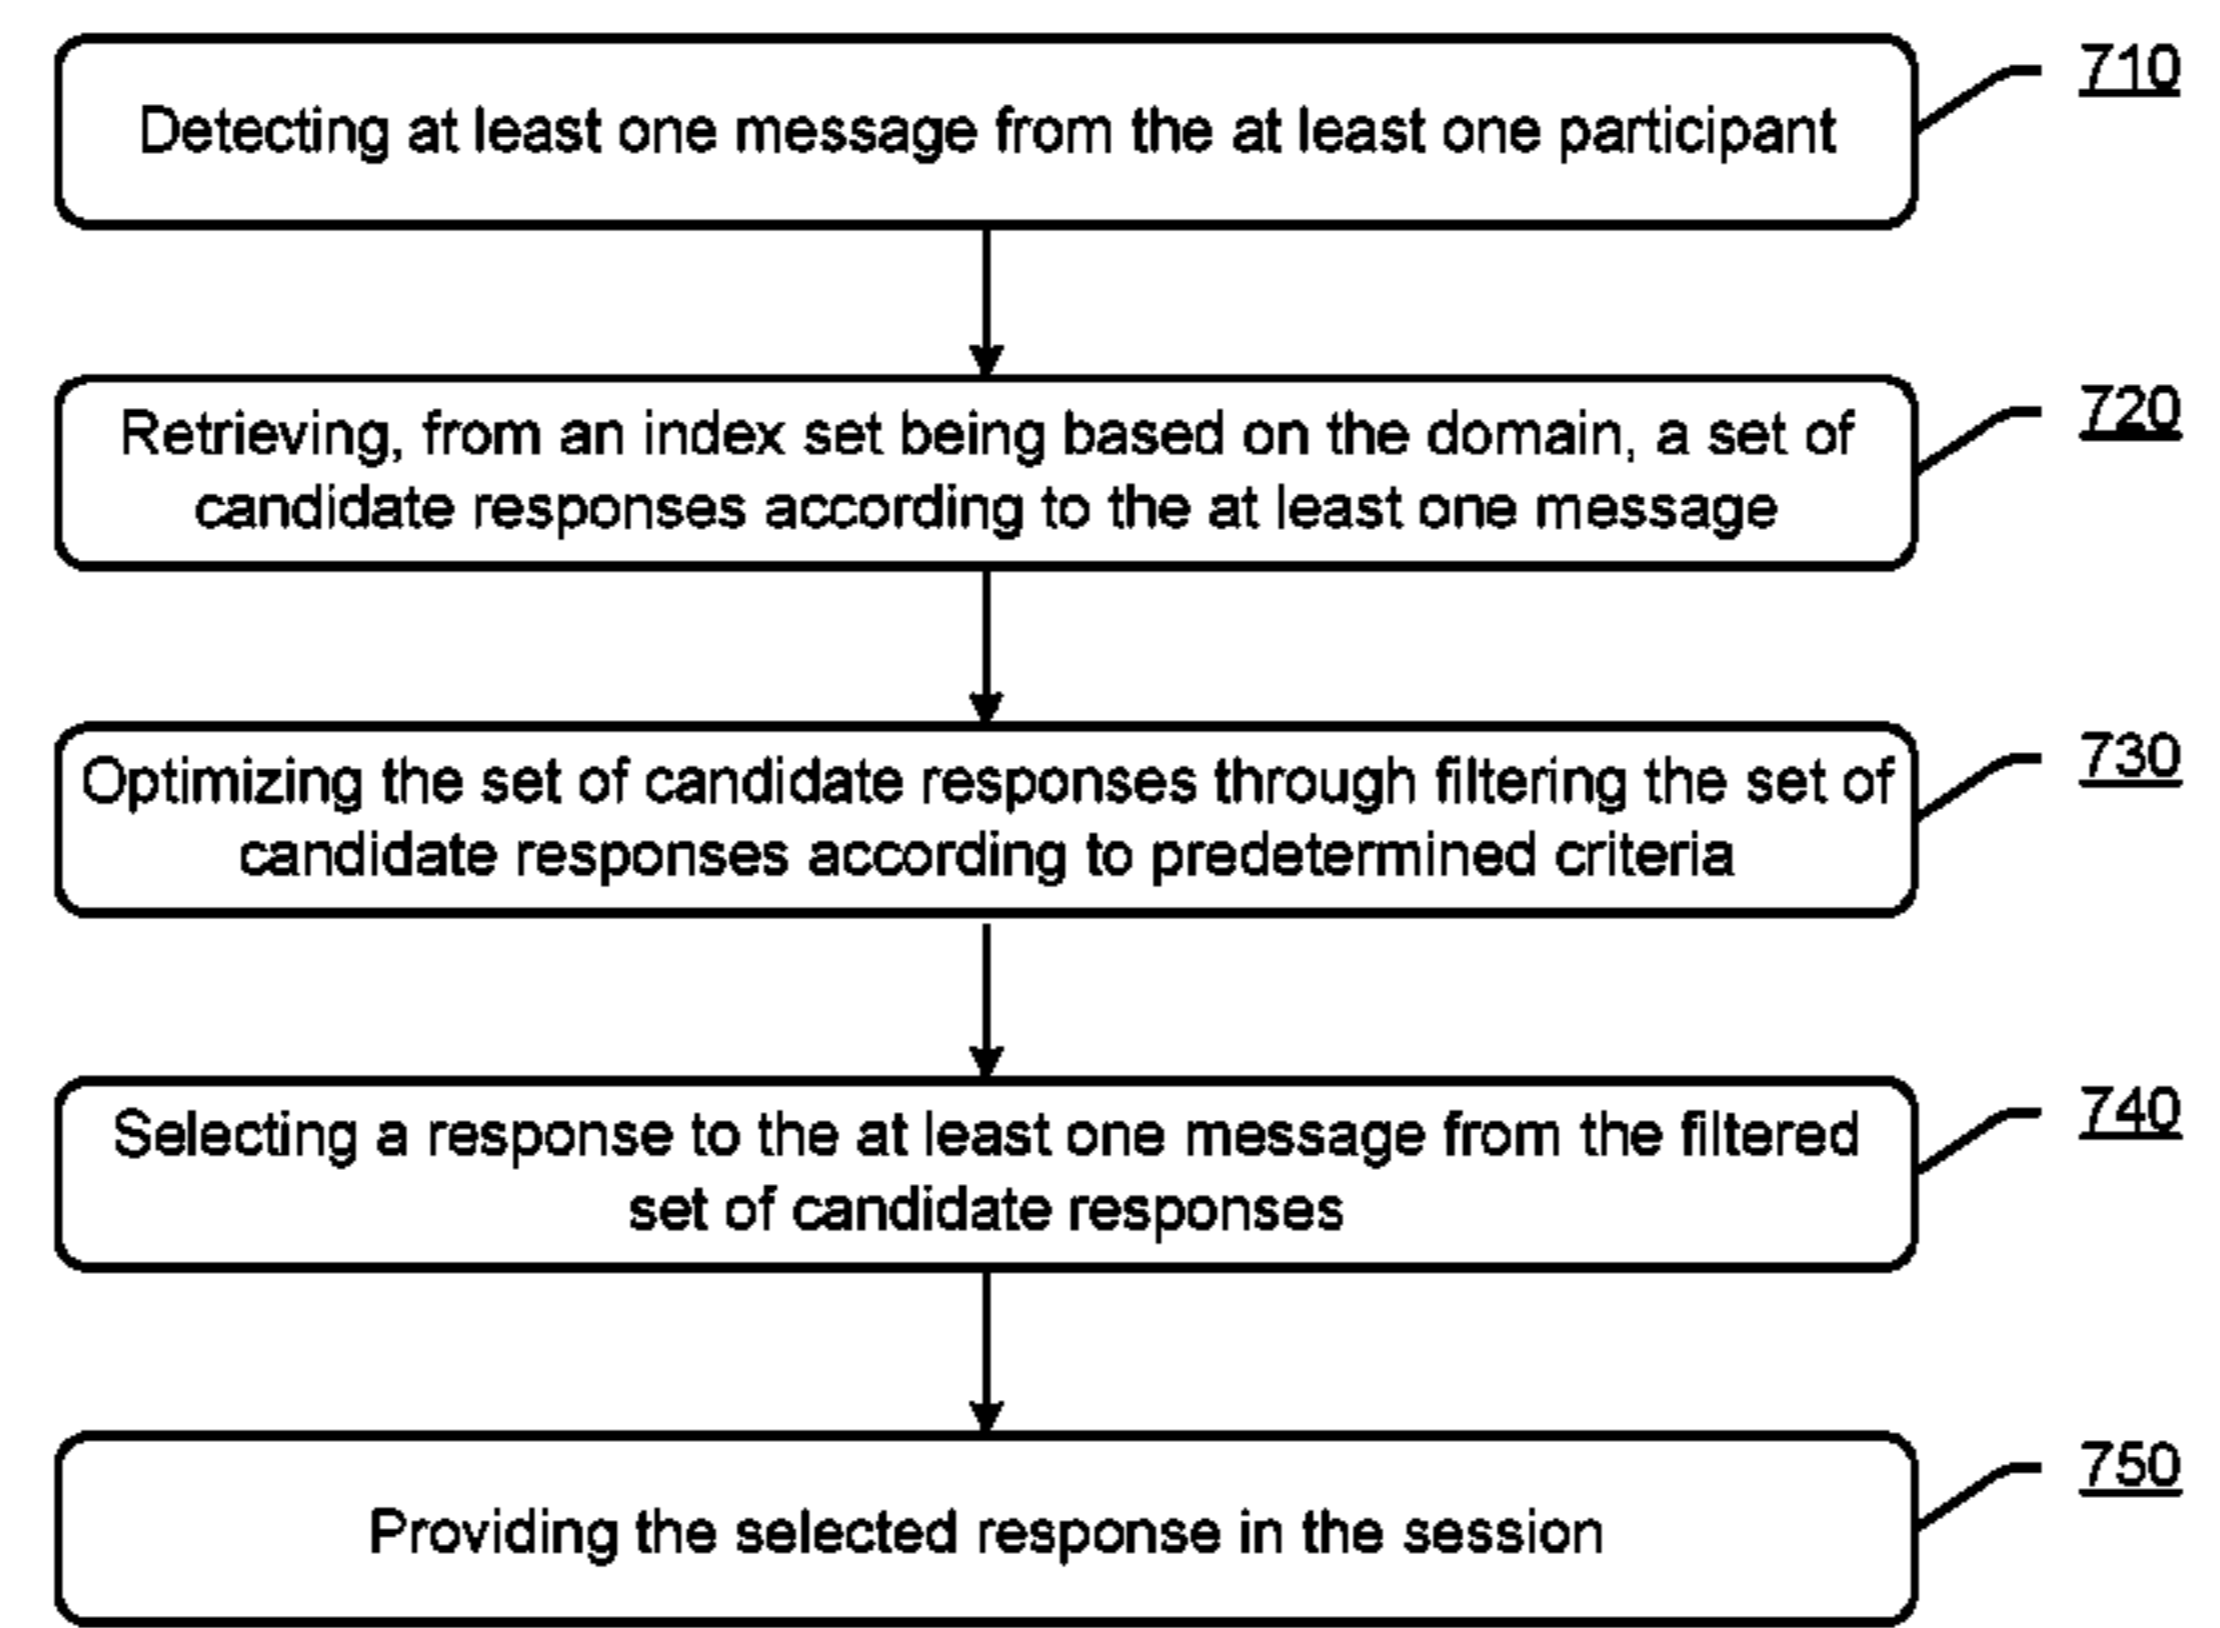 Detecting at least one message from the at least one participant
710
Retrieving, from an index set being based on the domain, a set of
candidate responses according to the at least one message
720
Optimizing the set of candidate responses through filtering the set of
candidate responses according to predetermined criteria
730
Selecting a response to the at least one message from the filtered
set of candidate responses
740
Providing the selected response in the session
750